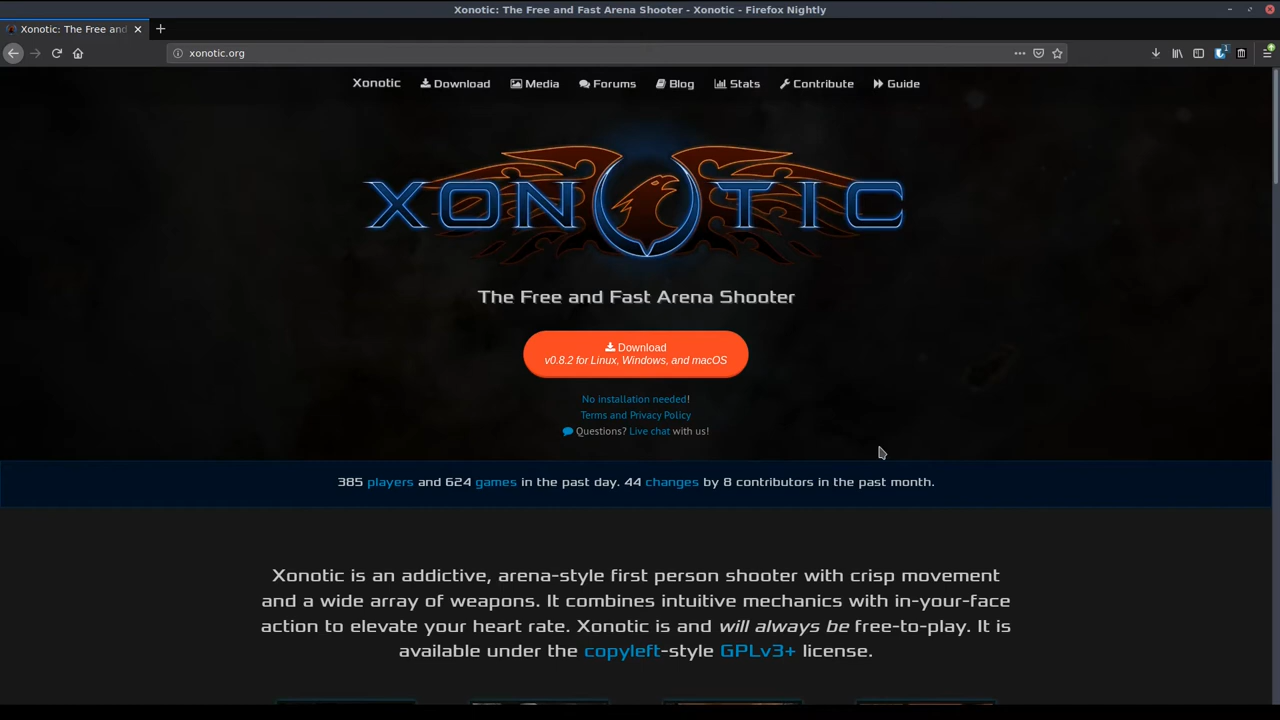 Xonotic: The Free and Fast Arena Shooter - Xonotic - Firefox Nightly
Xonotic: The Free and
xonotic.org
1
Xonotic Download Media Forums Blog Stats Contribute Guide
XONOTIC
The Free and Fast Arena Shooter
Download
v0.8.2 for Linux, Windows, and macOS
No installation needed!
Terms and Privacy Policy
Questions? Live chat with us!
385 players and 624 games in the past day. 44 changes by 8 contributors in the past month.
Xonotic is an addictive, arena-style first person shooter with crisp movement
and a wide array of weapons. It combines intuitive mechanics with in-your-face
action to elevate your heart rate. Xonotic is and will always be free-to-play. It is
available under the copyleft-style GPLv3+ license.